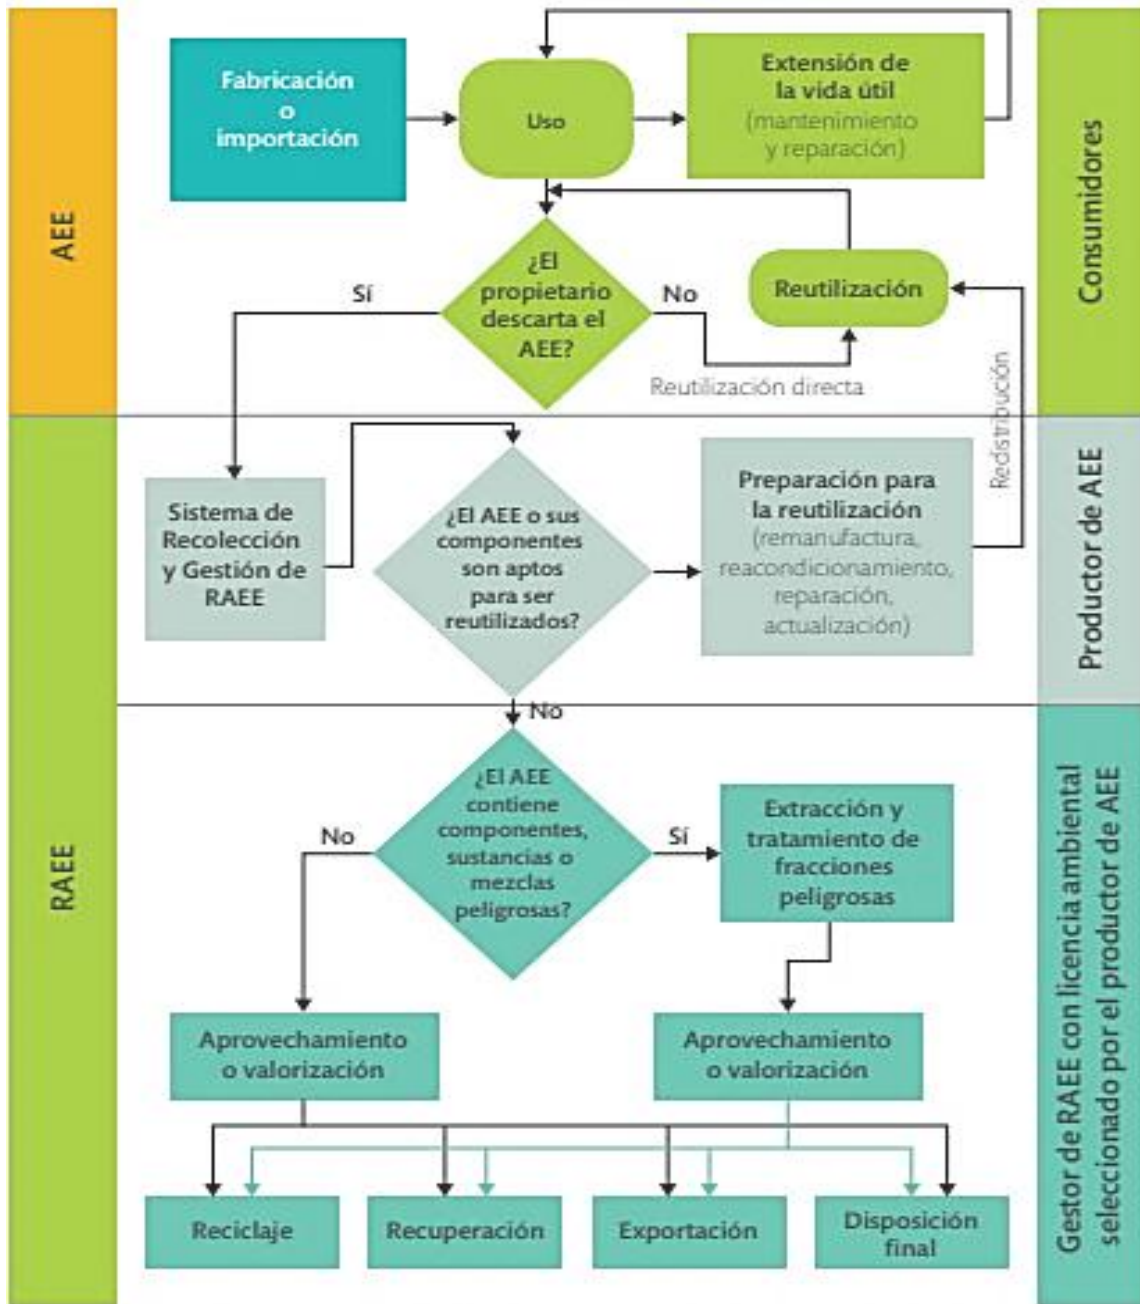 AEE
Fabricación
o
importación
Uso
Extensión de
la vida útil
(mantenimiento
y reparación)
Consumidores
¿El
propietario
descarta el
AEE?
Sí
No
Reutilización
Reutilización directa
Redistribución
RAEE
Sistema de
Recolección
y Gestión de
RAEE
¿El AEE o sus
componentes
son aptos
para ser
reutilizados?
Preparación para
la reutilización
(remanufactura,
reacondicionamiento,
reparación,
actualización)
Productor de AEE
No
¿El AEE
contiene
componentes,
sustancias o
mezclas
peligrosas?
No
Sí
Extracción y
tratamiento de
fracciones
peligrosas
Aprovechamiento
o valorización
Aprovechamiento
o valorización
Reciclaje
Recuperación
Exportación
Disposición
final
Gestor de RAEE con licencia ambiental
seleccionado por el productor de AEE